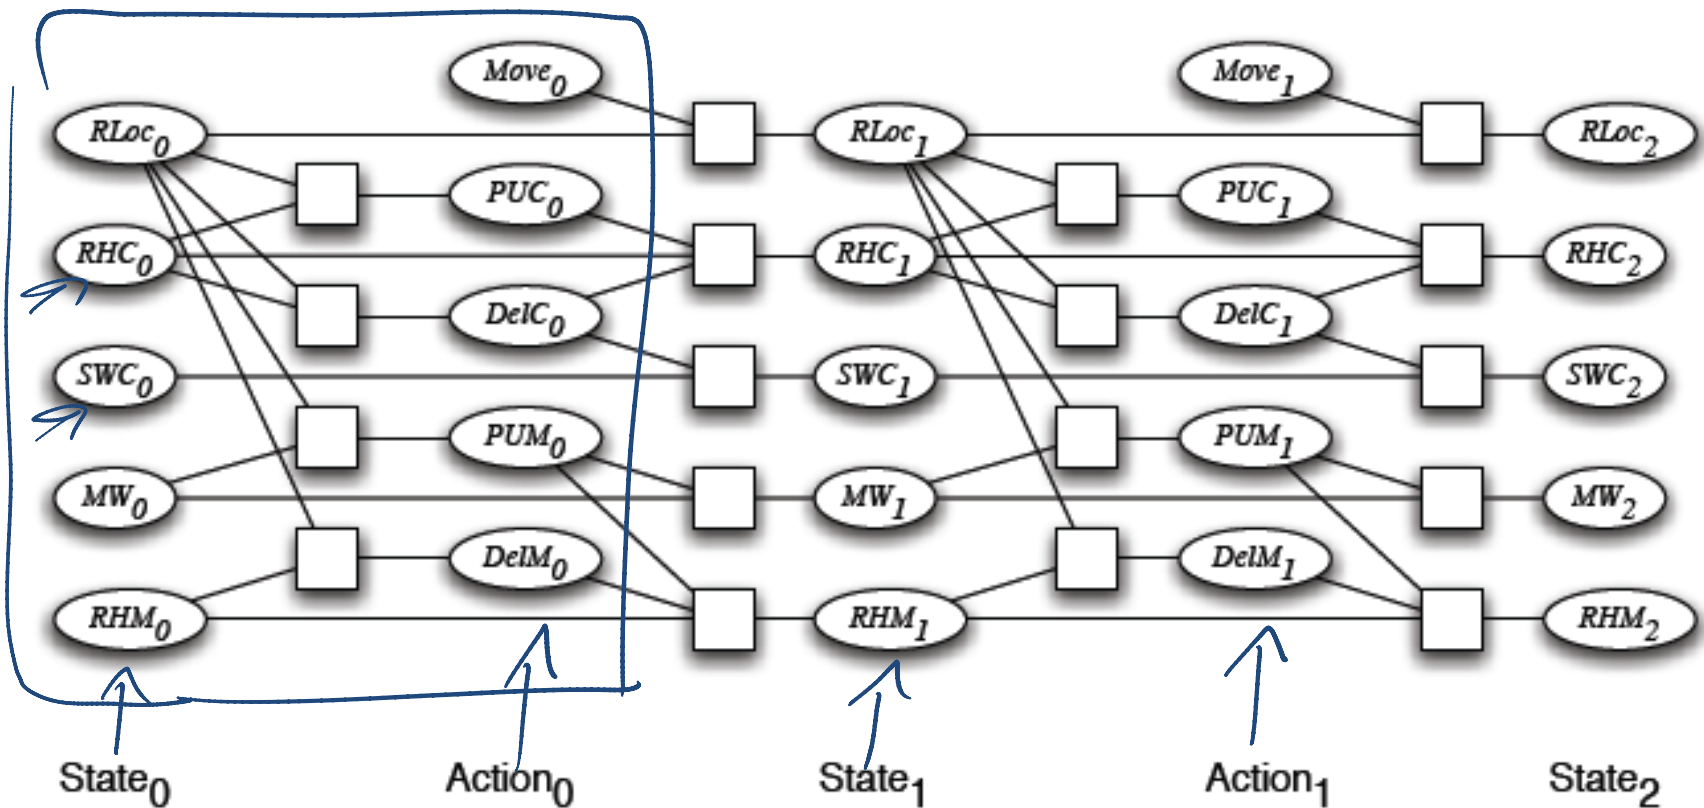 Move0 Move1
RLoc0 RLoc1 RLoc2
PUC0 PUC1
RHC0 RHC1 RHC2
DelC0 DelC1
SWC0 SWC1 SWC2
PUM0 PUM1
MW0 MW1 MW2
DelM0 DelM1
RHM0 RHM1 RHM2
State0 Action0 State1 Action1 State2